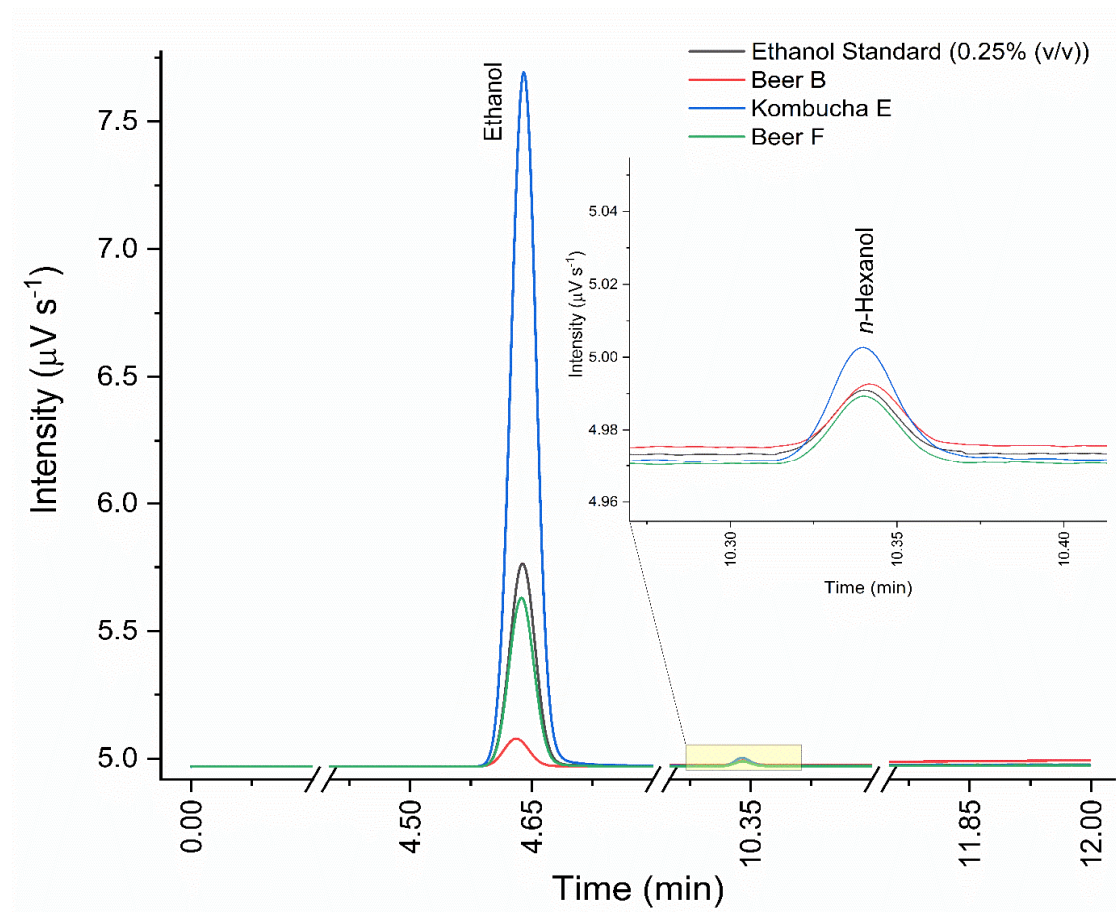 Ethanol Standard (0.25% (v/v))
Beer B
Kombucha E
Beer F
Ethanol
7.5
7.0
6.5
6.0
5.5
5.0
Intensity (μV s⁻¹)
n-Hexanol
5.04
5.02
5.00
4.98
4.96
Intensity (μV s⁻¹)
10.30
10.35
10.40
Time (min)
0.00
4.50
4.65
10.35
11.85
12.00
Time (min)